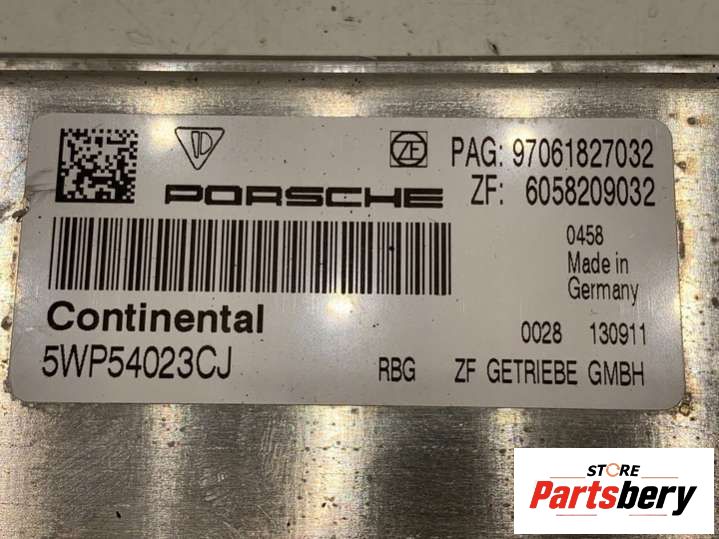 PAG: 97061827032
PORSCHE ZF: 6058209032
0458
Made in
Germany
Continental
0028 130911
5WP54023CJ RBG ZF GETRIEBE GMBH
STORE
Partsbery